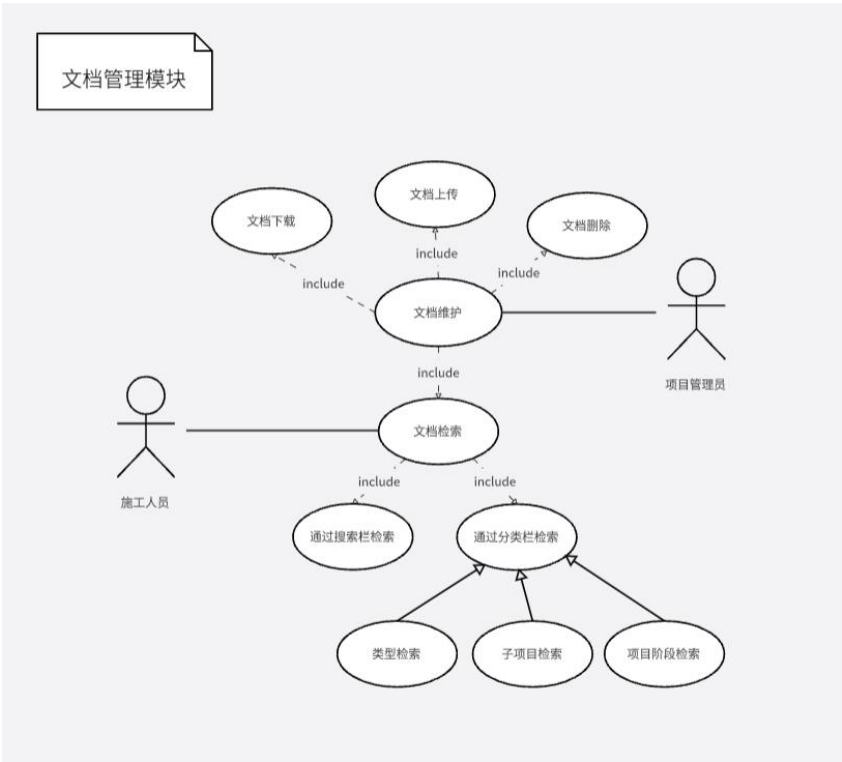 文档管理模块
文档上传
文档下载
文档删除
include
include
include
文档维护
include
项目管理员
文档检索
include
include
施工人员
通过搜索栏检索
通过分类栏检索
类型检索
子项目检索
项目阶段检索